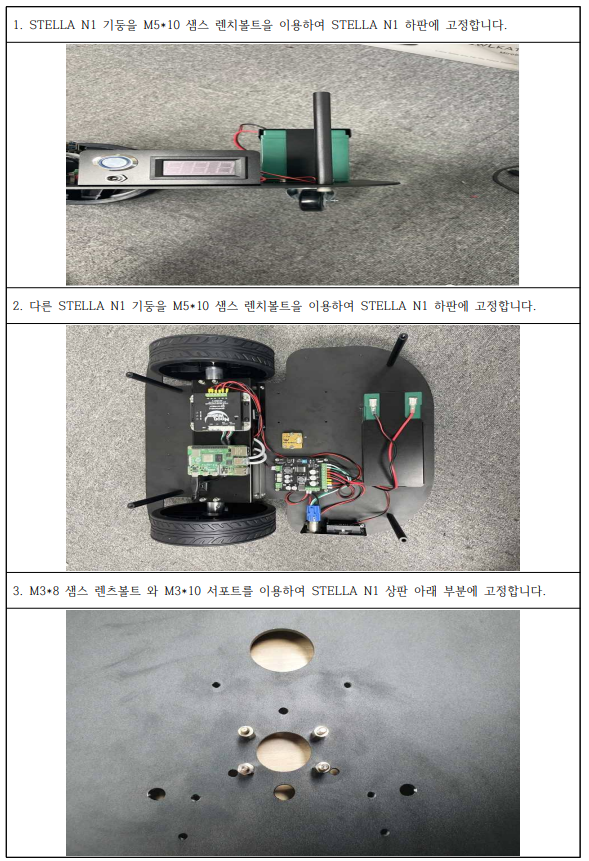 1. STELLA N1 기둥을 M5*10 샘스 렌치볼트을 이용하여 STELLA N1 하판에 고정합니다.
2. 다른 STELLA N1 기둥을 M5*10 샘스 렌치볼트을 이용하여 STELLA N1 하판에 고정합니다.
3. M3*8 샘스 렌츠볼트 와 M3*10 서포트를 이용하여 STELLA N1 상판 아래 부분에 고정합니다.